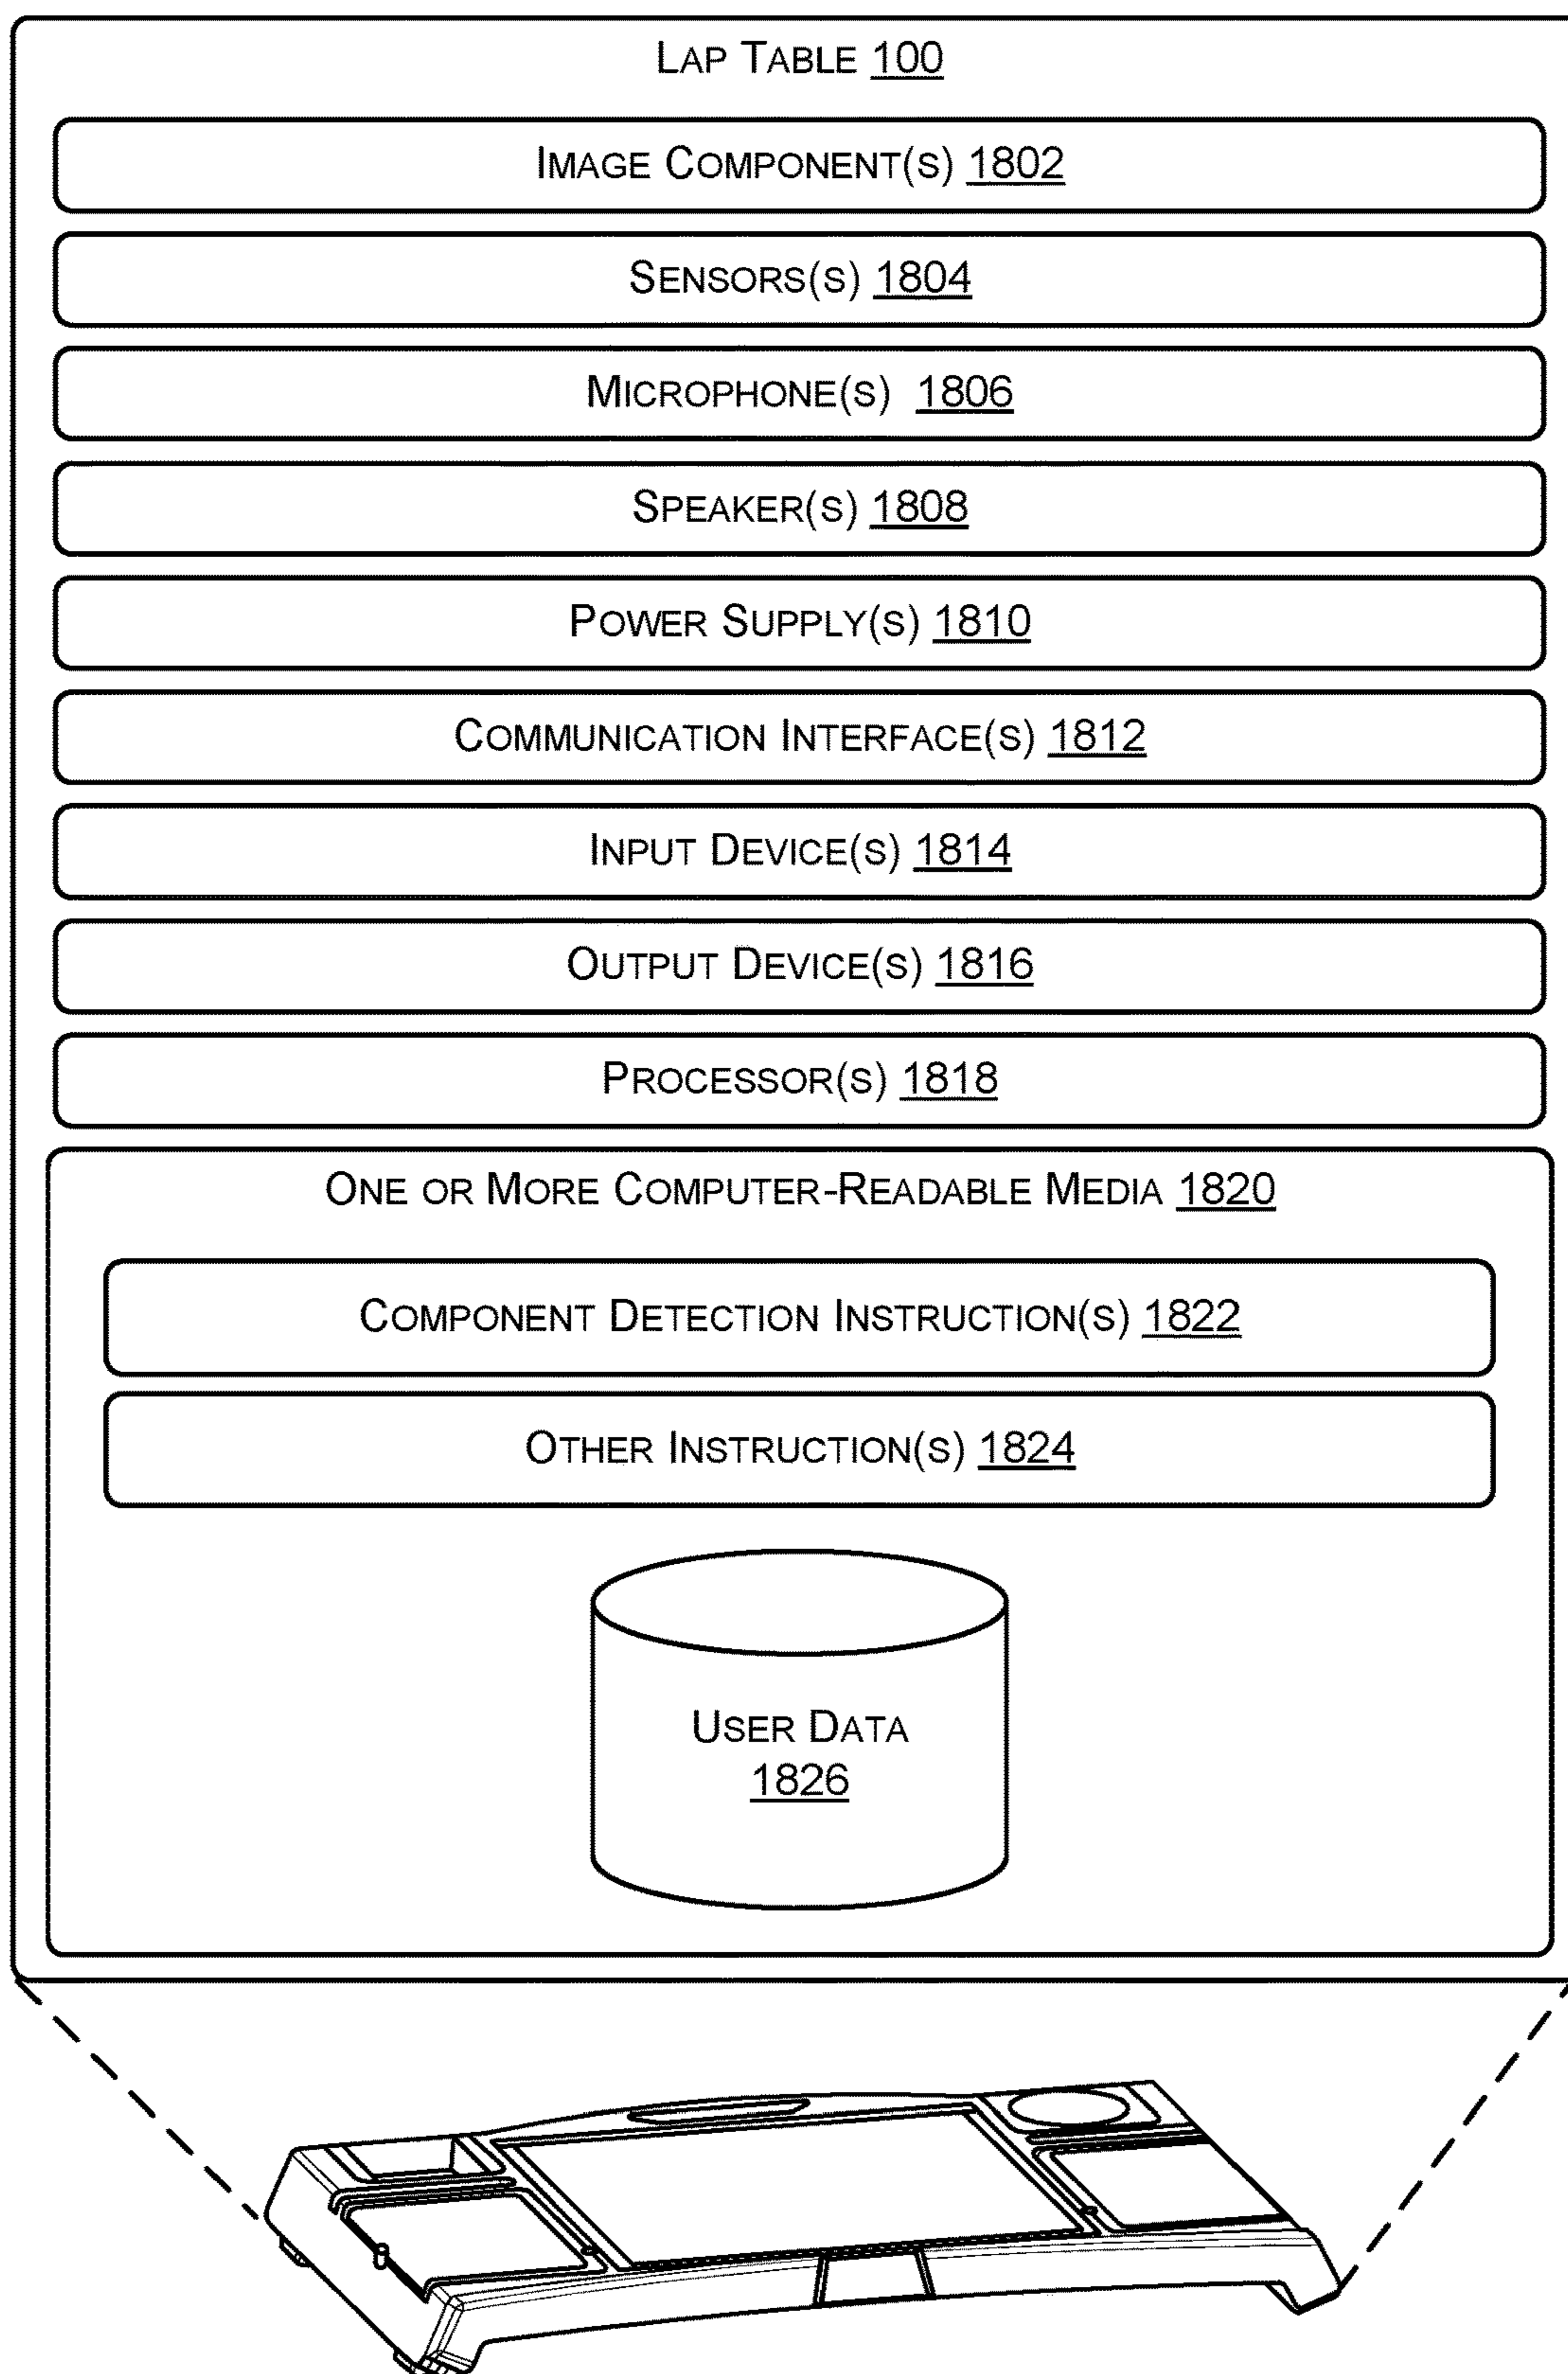 LAP TABLE 100
IMAGE COMPONENT(S) 1802
SENSORS(S) 1804
MICROPHONE(S) 1806
SPEAKER(S) 1808
POWER SUPPLY(S) 1810
COMMUNICATION INTERFACE(S) 1812
INPUT DEVICE(S) 1814
OUTPUT DEVICE(S) 1816
PROCESSOR(S) 1818
ONE OR MORE COMPUTER-READABLE MEDIA 1820
COMPONENT DETECTION INSTRUCTION(S) 1822
OTHER INSTRUCTION(S) 1824
USER DATA
1826